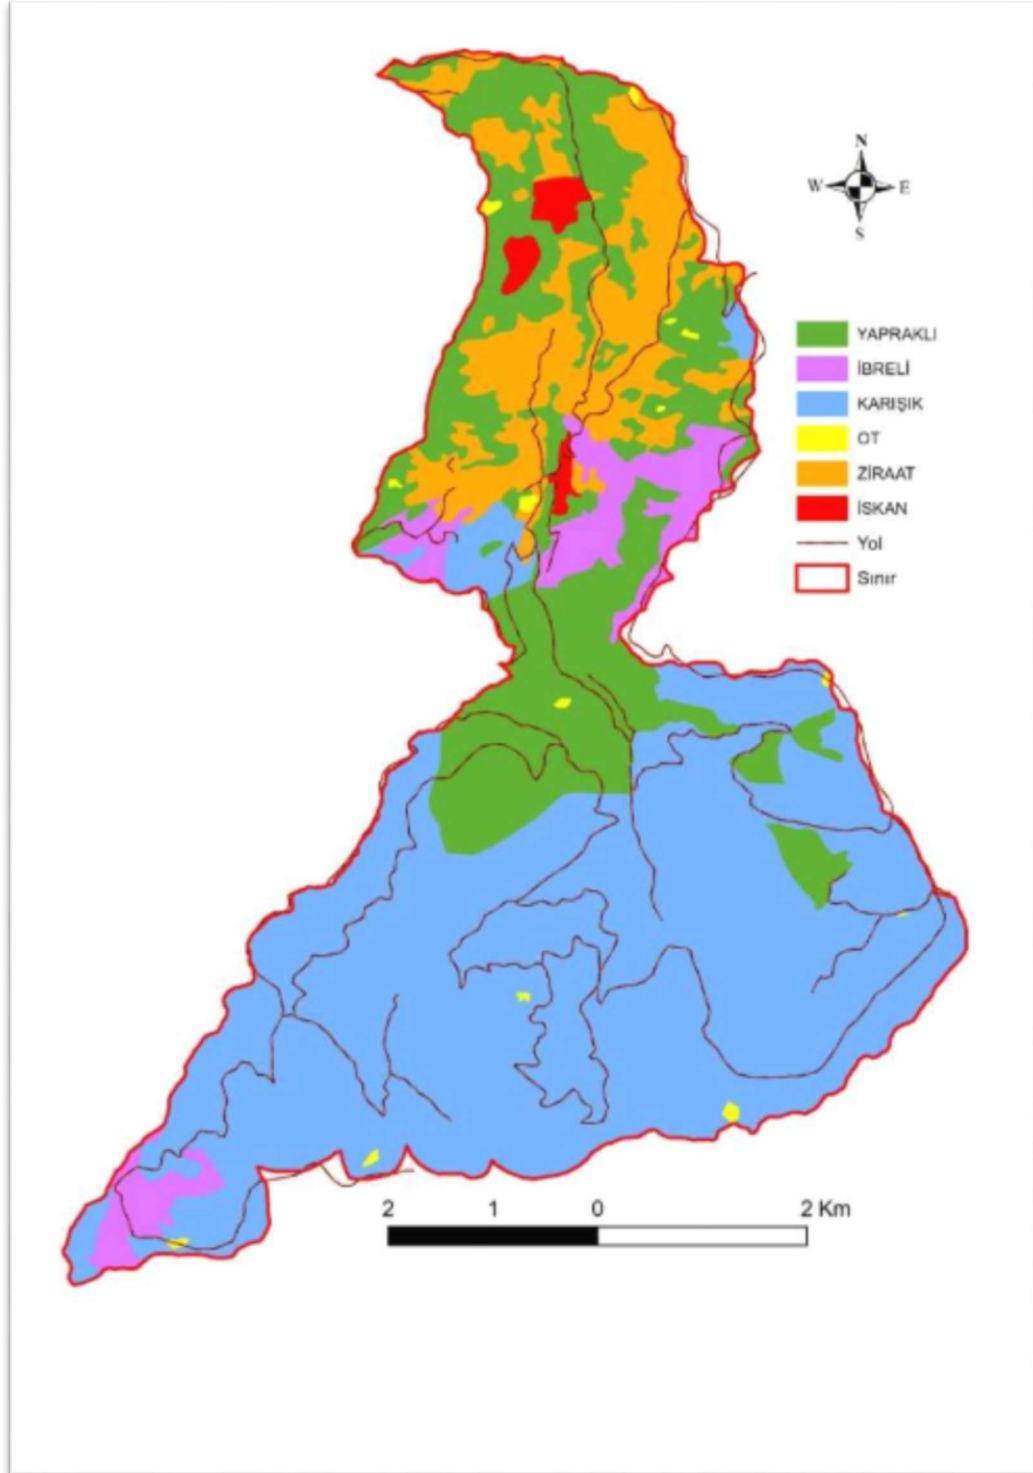 N
W E
S
YAPRAKLI
İBRELİ
KARIŞIK
OT
ZİRAAT
İSKAN
Yol
Sınır
2 1 0 2 Km